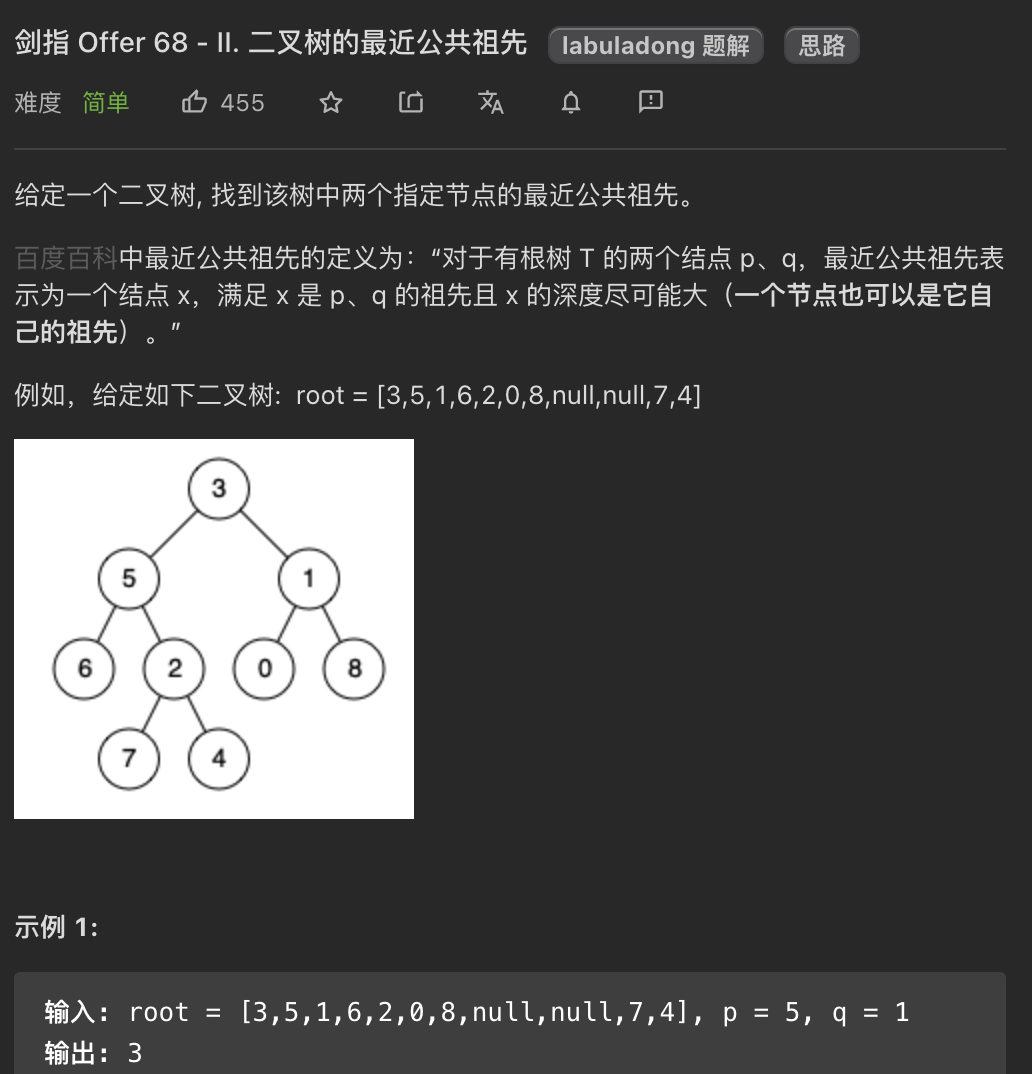 剑指 Offer 68 - II. 二叉树的最近公共祖先 labuladong 题解 思路
难度 简单 455
给定一个二叉树, 找到该树中两个指定节点的最近公共祖先。
百度百科中最近公共祖先的定义为：“对于有根树 T 的两个结点 p、q，最近公共祖先表
示为一个结点 x，满足 x 是 p、q 的祖先且 x 的深度尽可能大（一个节点也可以是它自
己的祖先）。”
例如，给定如下二叉树: root = [3,5,1,6,2,0,8,null,null,7,4]
3
5 1
6 2 0 8
7 4
示例 1:
输入: root = [3,5,1,6,2,0,8,null,null,7,4], p = 5, q = 1
输出: 3